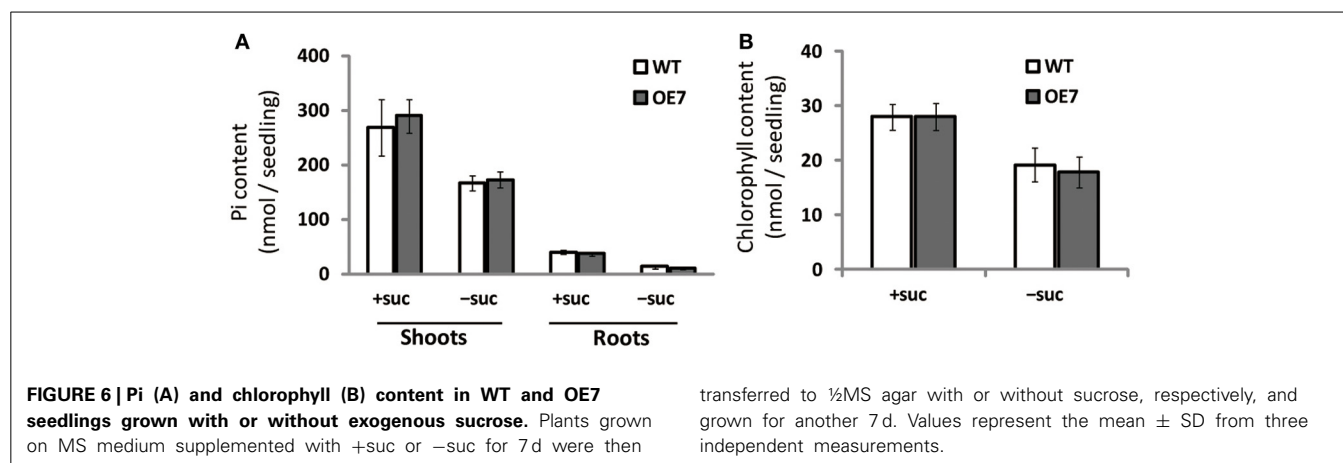 A
B
400
300
200
100
0
Pi content
(nmol / seedling)
WT
OE7
+suc
−suc
+suc
−suc
Shoots
Roots
40
30
20
10
0
Chlorophyll content
(nmol / seedling)
WT
OE7
+suc
−suc
FIGURE 6 | Pi (A) and chlorophyll (B) content in WT and OE7
seedlings grown with or without exogenous sucrose. Plants grown
on MS medium supplemented with +suc or −suc for 7 d were then
transferred to ½MS agar with or without sucrose, respectively, and
grown for another 7 d. Values represent the mean ± SD from three
independent measurements.